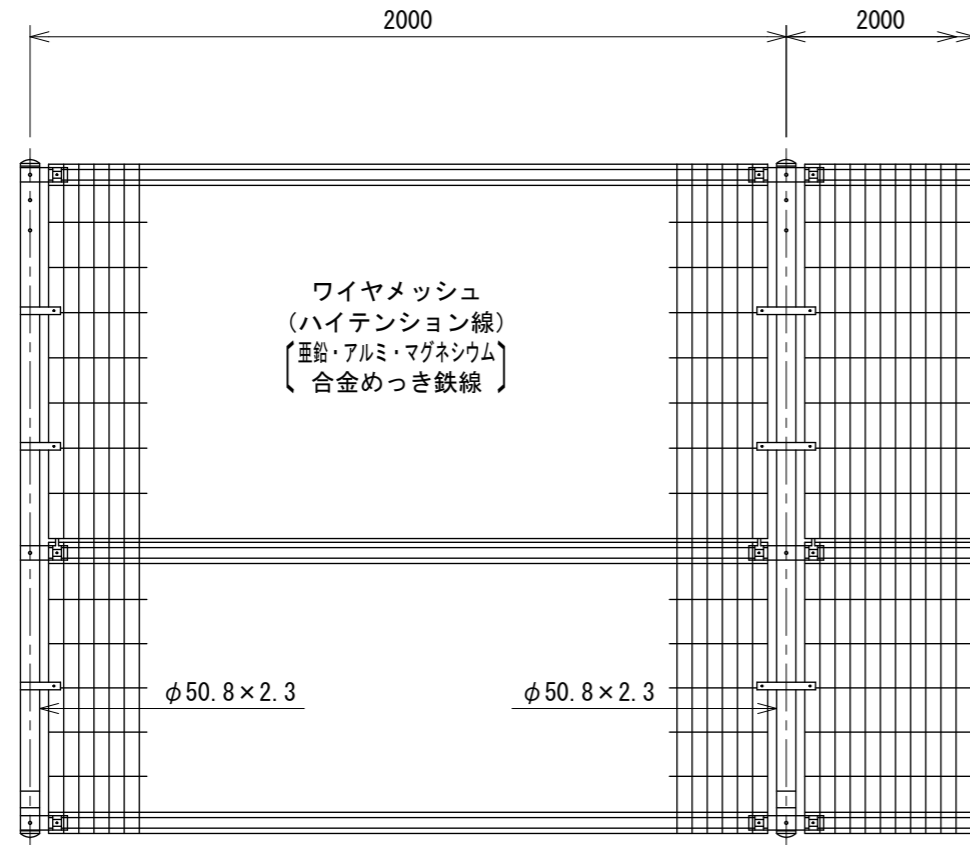 2000
2000
ワイヤメッシュ
(ハイテンション線)
亜鉛・アルミ・マグネシウム
合金めっき鉄線
φ50.8×2.3
φ50.8×2.3